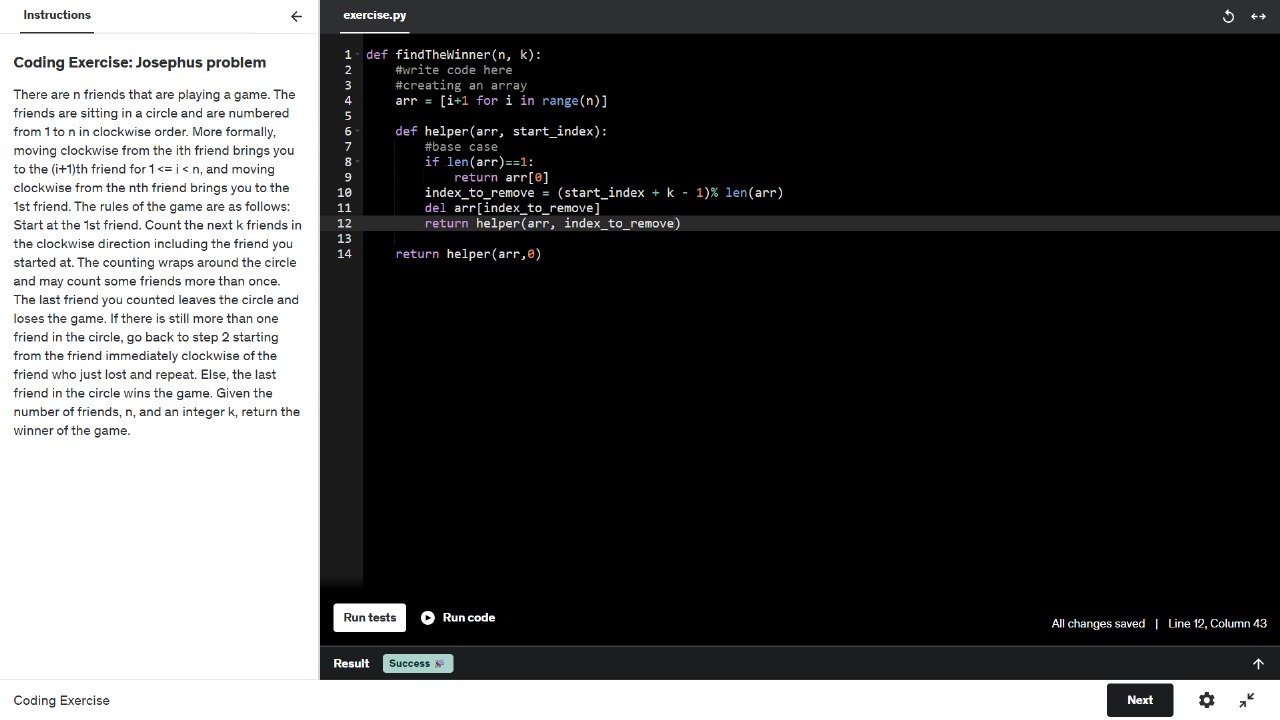 Instructions
Coding Exercise: Josephus problem
There are n friends that are playing a game. The
friends are sitting in a circle and are numbered
from 1 to n in clockwise order. More formally,
moving clockwise from the ith friend brings you
to the (i+1)th friend for 1 <= i < n, and moving
clockwise from the nth friend brings you to the
1st friend. The rules of the game are as follows:
Start at the 1st friend. Count the next k friends in
the clockwise direction including the friend you
started at. The counting wraps around the circle
and may count some friends more than once.
The last friend you counted leaves the circle and
loses the game. If there is still more than one
friend in the circle, go back to step 2 starting
from the friend immediately clockwise of the
friend who just lost and repeat. Else, the last
friend in the circle wins the game. Given the
number of friends, n, and an integer k, return the
winner of the game.
exercise.py
1 def findTheWinner(n, k):
2     #write code here
3     #creating an array
4     arr = [i+1 for i in range(n)]
5
6     def helper(arr, start_index):
7         #base case
8         if len(arr)==1:
9             return arr[0]
10         index_to_remove = (start_index + k - 1)% len(arr)
11         del arr[index_to_remove]
12         return helper(arr, index_to_remove)
13
14     return helper(arr,0)
Run tests Run code
All changes saved | Line 12, Column 43
Result Success 🎉
Coding Exercise
Next